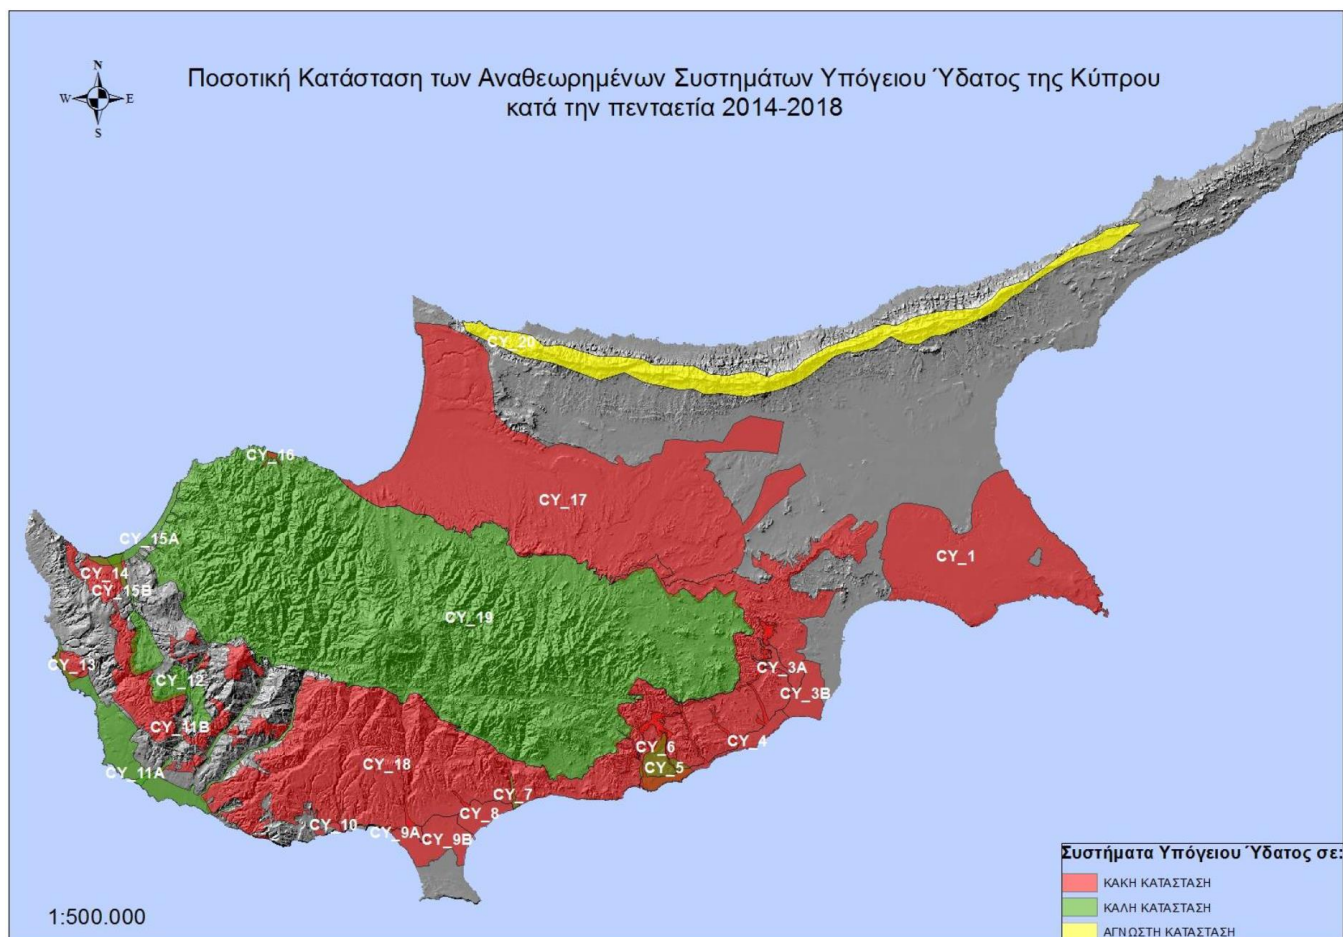 Ποσοτική Κατάσταση των Αναθεωρημένων Συστημάτων Υπόγειου Ύδατος της Κύπρου
κατά την πενταετία 2014-2018
N
W E
S
CY_20
CY_16
CY_17
CY_15A
CY_1
CY_14
CY_15B
CY_19
CY_13
CY_3A
CY_12
CY_3B
CY_11B
CY_4
CY_6
CY_18
CY_5
CY_11A
CY_7
CY_8
CY_10
CY_9A
CY_9B
Συστήματα Υπόγειου Ύδατος σε:
ΚΑΚΗ ΚΑΤΑΣΤΑΣΗ
ΚΑΛΗ ΚΑΤΑΣΤΑΣΗ
ΑΓΝΩΣΤΗ ΚΑΤΑΣΤΑΣΗ
1:500.000